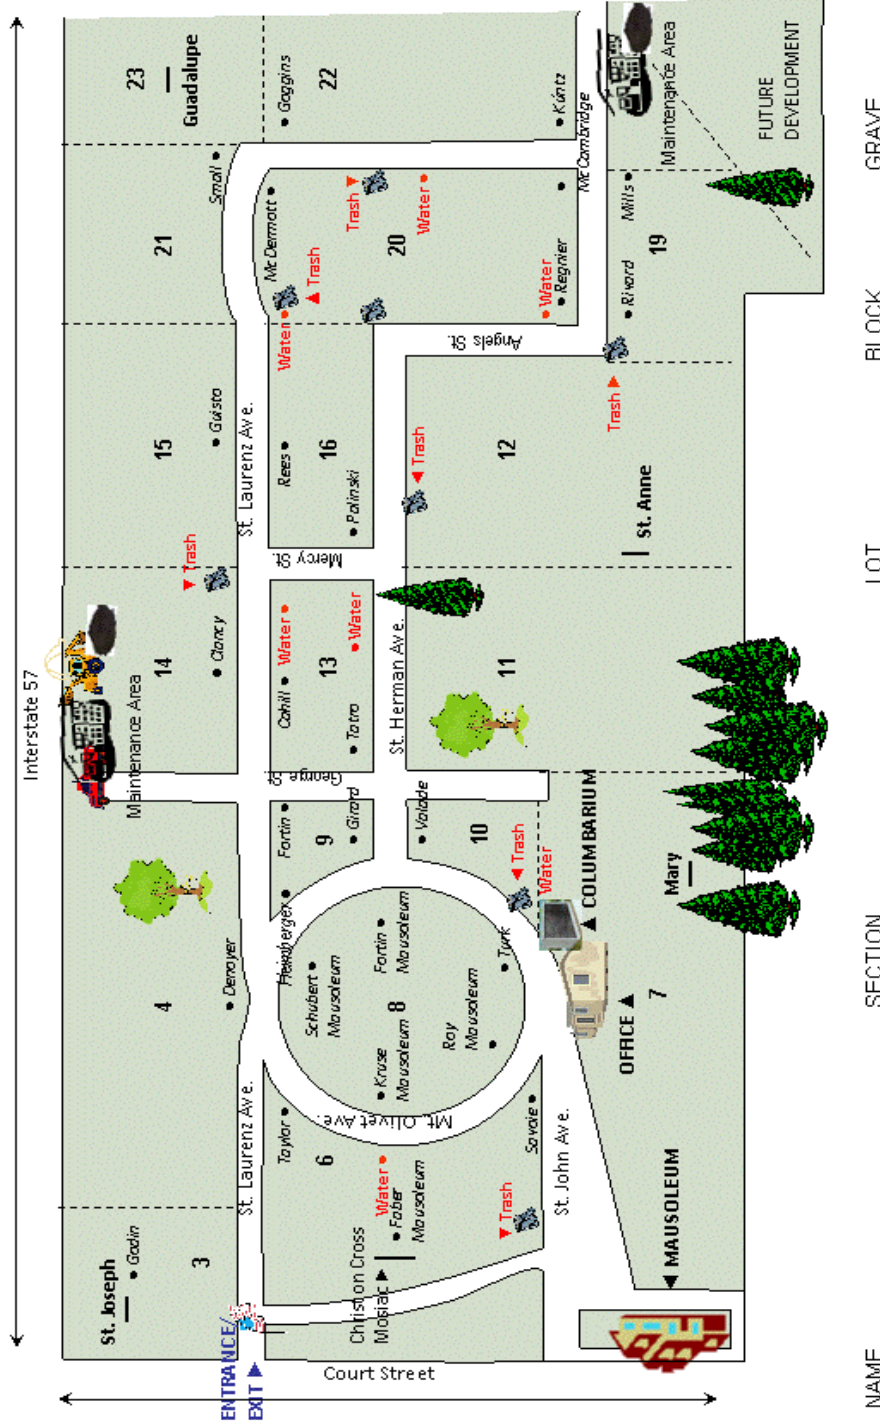 Interstate 57
St. Joseph
Godin
3
4
Denoyer
Maintenance Area
14
Clancy
Trash
15
Guisto
21
Small
23
Guadalupe
ENTRANCE/
EXIT
St. Laurenz Ave.
St. Laurenz Ave.
Taylor
6
Christ on Cross
Mosiac
Water
Faber
Mausoleum
Trash
Savoie
Mt. Olivet Ave.
Heimberger
Schubert
Mausoleum
Fortin
Mausoleum
Kruse
Mausoleum
8
Roy
Mausoleum
Turk
Fortin
9
Girard
George St.
Valade
10
Trash
Water
Cahill
Water
13
Tatro
Water
Mercy St.
Rees
16
Polinski
Water
Trash
McDermott
Trash
20
Water
Water
Regnier
Angels St.
Goggins
22
Kuntz
McCambridge
St. Herman Ave.
11
12
Trash
Trash
St. Anne
Rivard
Mills
19
Maintenance Area
FUTURE
DEVELOPMENT
St. John Ave.
COLUMBARIUM
OFFICE
7
Mary
MAUSOLEUM
Court Street
NAME
SECTION
LOT
BLOCK
GRAVE